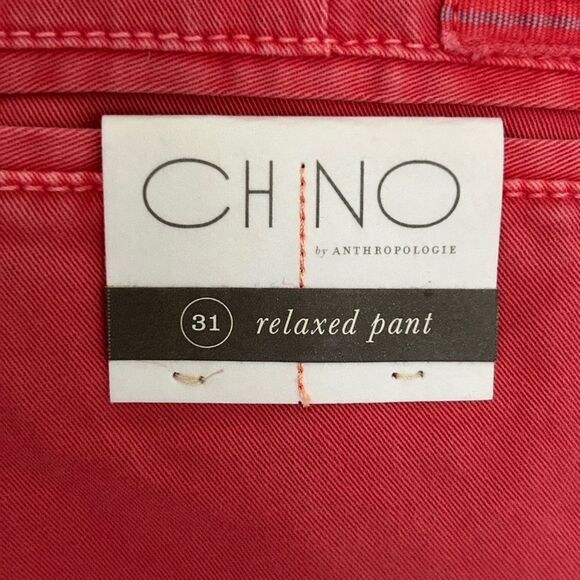 CHINO
by ANTHROPOLOGIE
31 relaxed pant